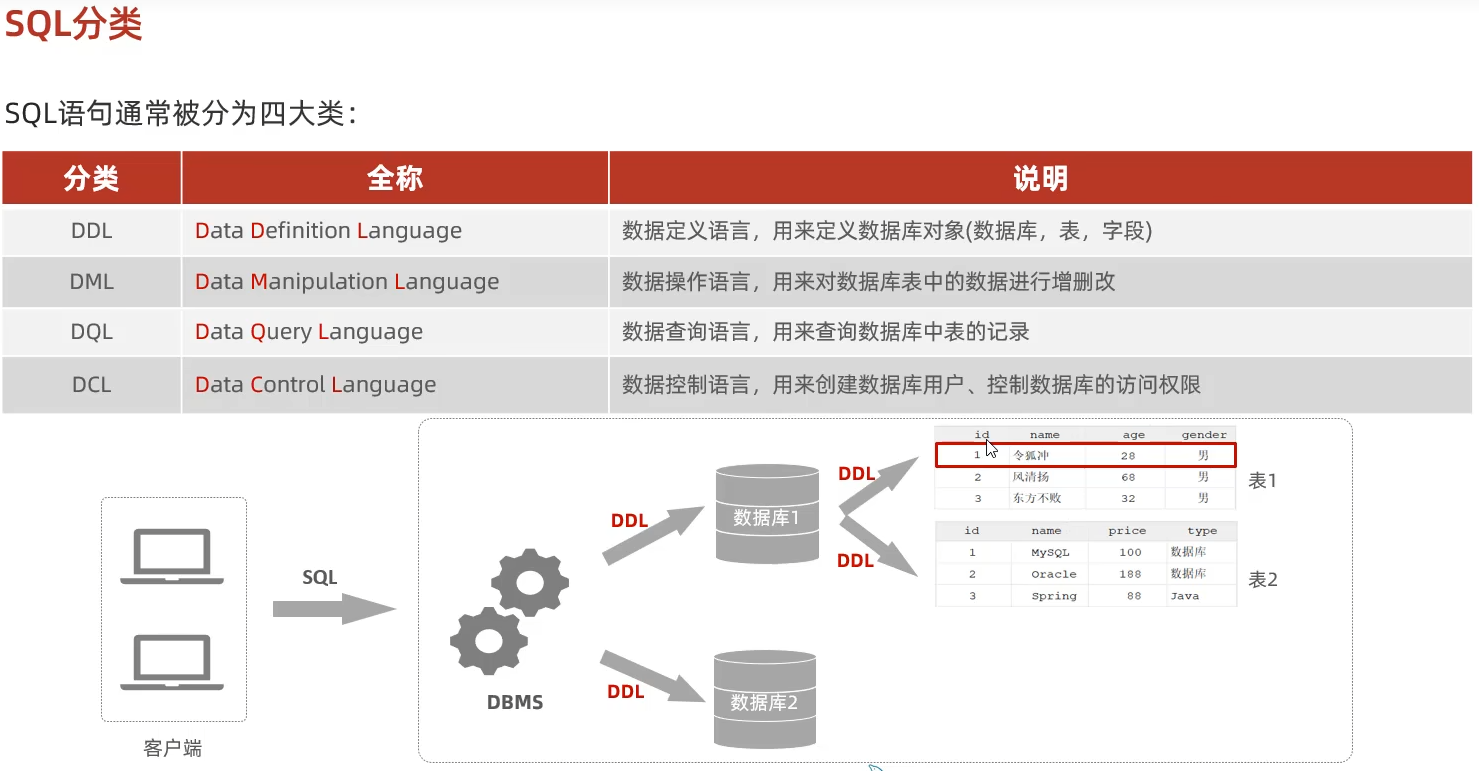 SQL分类
SQL语句通常被分为四大类：
分类 全称 说明
DDL Data Definition Language 数据定义语言，用来定义数据库对象(数据库，表，字段)
DML Data Manipulation Language 数据操作语言，用来对数据库表中的数据进行增删改
DQL Data Query Language 数据查询语言，用来查询数据库中表的记录
DCL Data Control Language 数据控制语言，用来创建数据库用户、控制数据库的访问权限
客户端
SQL
DBMS
DDL
DDL
数据库1
数据库2
DDL
DDL
id name age gender
1 令狐冲 28 男
2 风清扬 68 男
3 东方不败 32 男
表1
id name price type
1 MySQL 100 数据库
2 Oracle 188 数据库
3 Spring 88 Java
表2